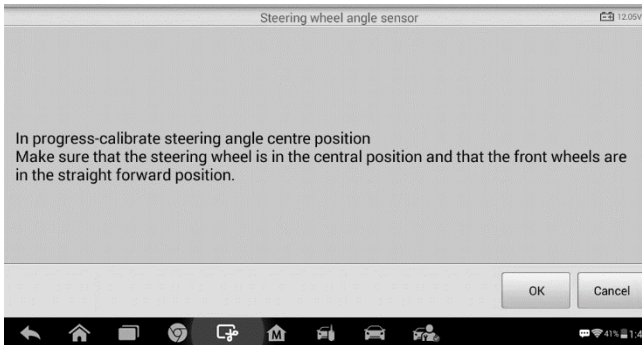 Steering wheel angle sensor
12.05V
In progress-calibrate steering angle centre position
Make sure that the steering wheel is in the central position and that the front wheels are
in the straight forward position.
OK
Cancel
M
41%